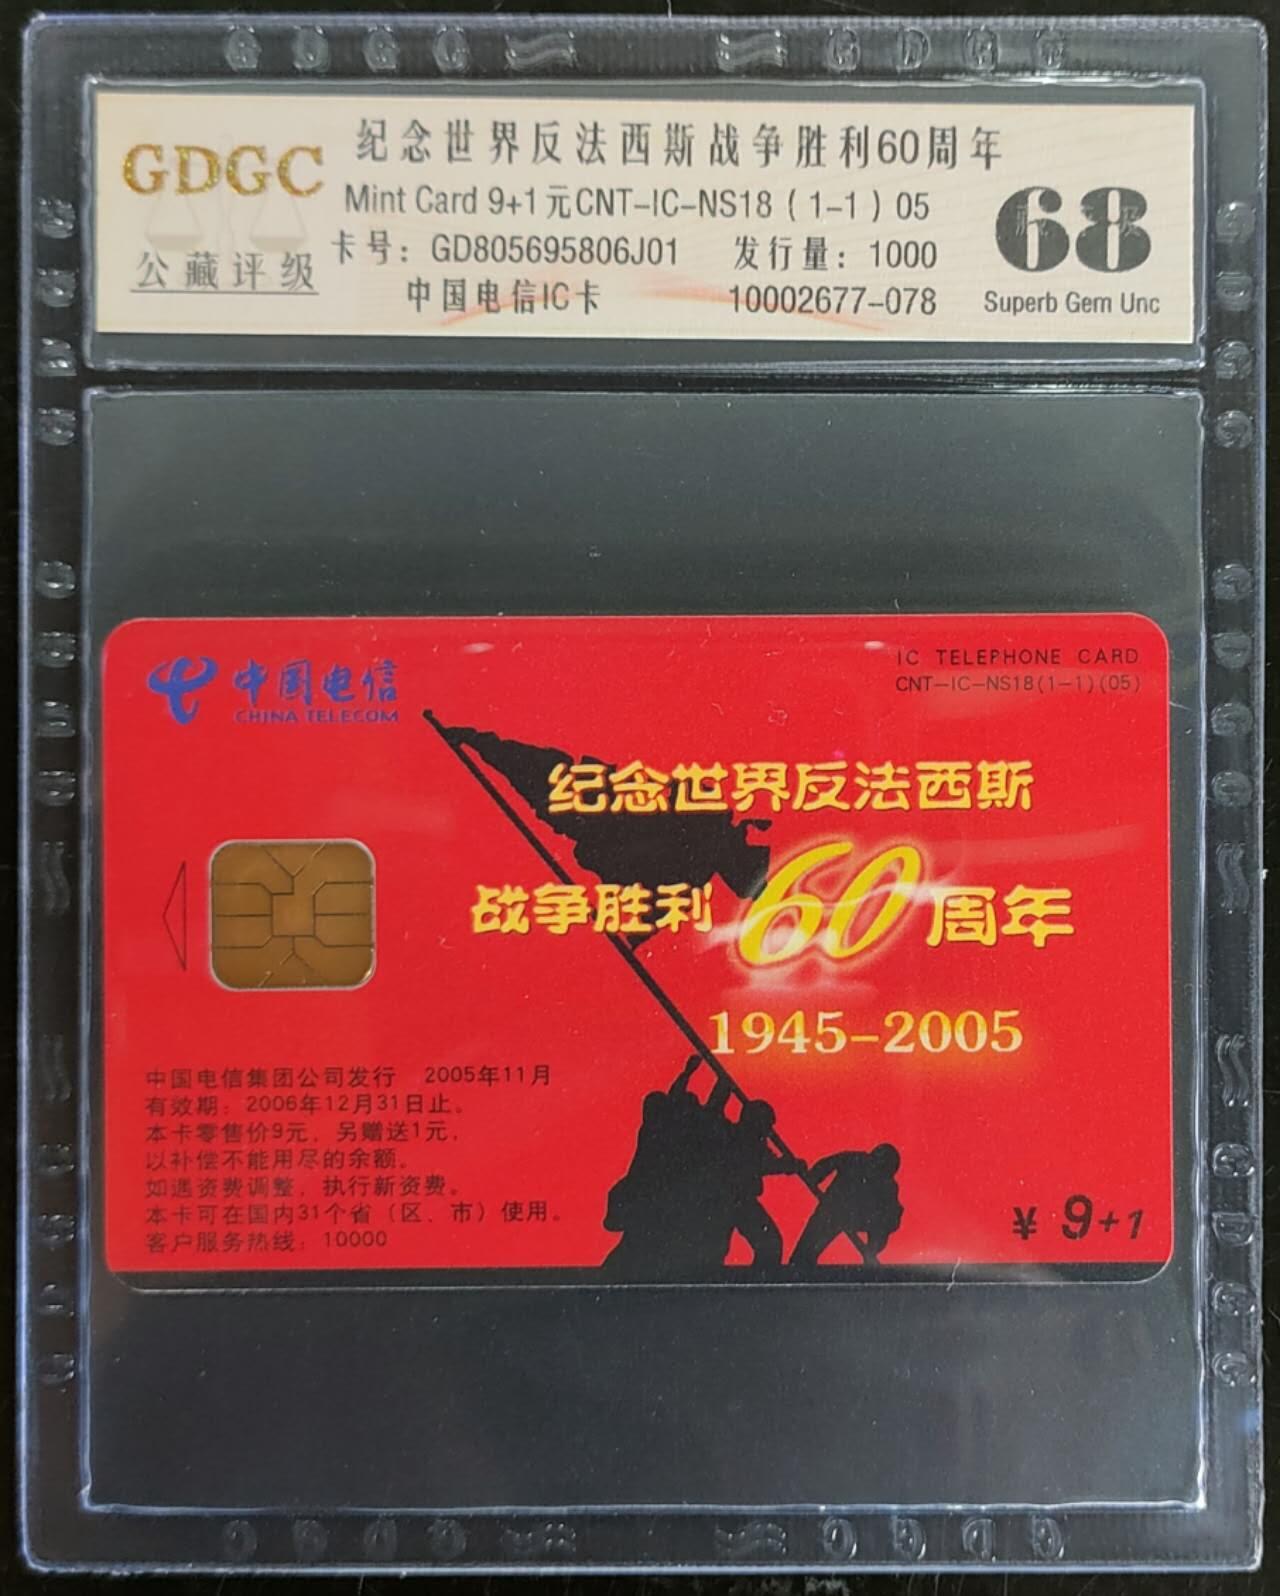 GDGC
公藏评级
纪念世界反法西斯战争胜利60周年
Mint Card 9+1元CNT-IC-NS18（1-1）05
卡号：GD805695806J01 发行量：1000
中国电信IC卡 10002677-078
68
Superb Gem Unc
中国电信
CHINA TELECOM
IC TELEPHONE CARD
CNT-IC-NS18(1-1)(05)
纪念世界反法西斯
战争胜利60周年
1945-2005
中国电信集团公司发行 2005年11月
有效期：2006年12月31日止。
本卡零售价9元，另赠送1元，
以补偿不能用尽的余额。
如遇资费调整，执行新资费。
本卡可在国内31个省（区、市）使用。
客户服务热线：10000
¥ 9+1